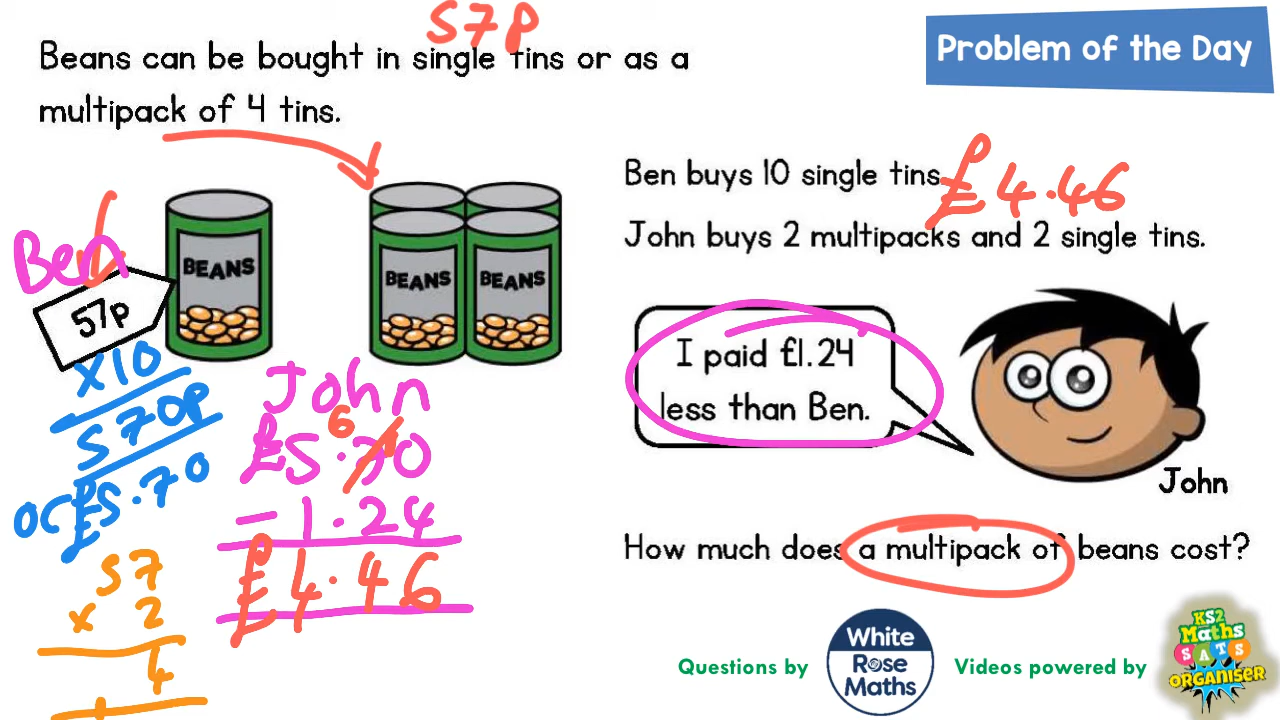 57p
Beans can be bought in single tins or as a
multipack of 4 tins.
Problem of the Day
Ben buys 10 single tins
£4.46
John buys 2 multipacks and 2 single tins.
Ben
57p
BEANS
BEANS
BEANS
x10
570p
or £5.70
57
x 2
4
1
John
6 1
£5.70
-1.24
£4.46
I paid £1.24
less than Ben.
John
How much does a multipack of beans cost?
Questions by
White
Rose
Maths
Videos powered by
KS2
Maths
SATS
ORGANISER